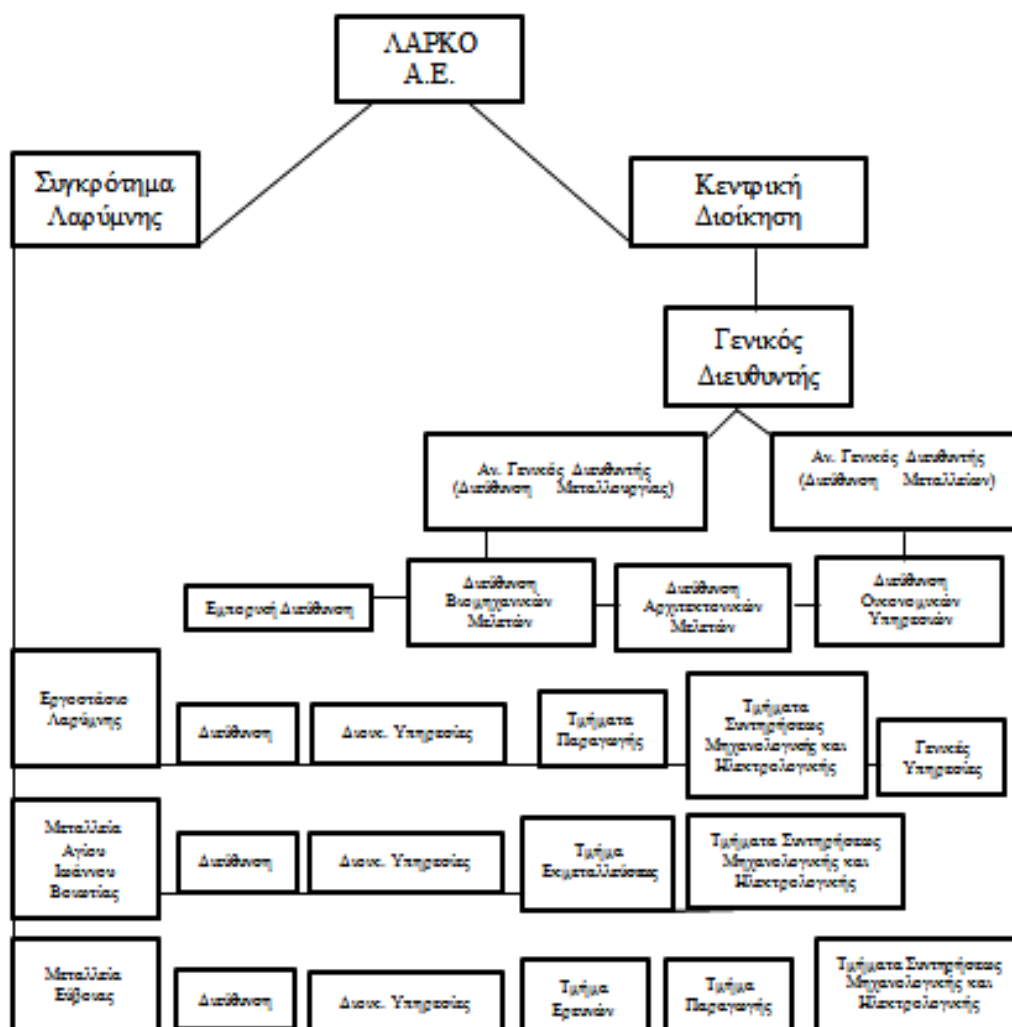 ΛΑΡΚΟ
Α.Ε.
Συγκρότημα
Λαρύμνης
Κεντρική
Διοίκηση
Γενικός
Διευθυντής
Αν. Γενικός Διευθυντής
(Διεύθυνση Μεταλλουργίας)
Αν. Γενικός Διευθυντής
(Διεύθυνση Μεταλλείων)
Εμπορική Διεύθυνση
Διεύθυνση
Βιομηχανικών
Μελετών
Διεύθυνση
Αρχιτεκτονικών
Μελετών
Διεύθυνση
Οικονομικών
Υπηρεσιών
Εργοστάσιο
Λαρύμνης
Διεύθυνση
Διοικ. Υπηρεσίες
Τμήματα
Παραγωγής
Τμήματα
Συντηρήσεως
Μηχανολογικής και
Ηλεκτρολογικής
Γενικές
Υπηρεσίες
Μεταλλεία
Αγίου
Ιωάννου
Βοιωτίας
Διεύθυνση
Διοικ. Υπηρεσίες
Τμήμα
Εκμεταλλεύσεως
Τμήματα Συντηρήσεως
Μηχανολογικής και
Ηλεκτρολογικής
Μεταλλεία
Εύβοιας
Διεύθυνση
Διοικ. Υπηρεσίες
Τμήμα
Ερευνών
Τμήμα
Παραγωγής
Τμήματα Συντηρήσεως
Μηχανολογικής και
Ηλεκτρολογικής